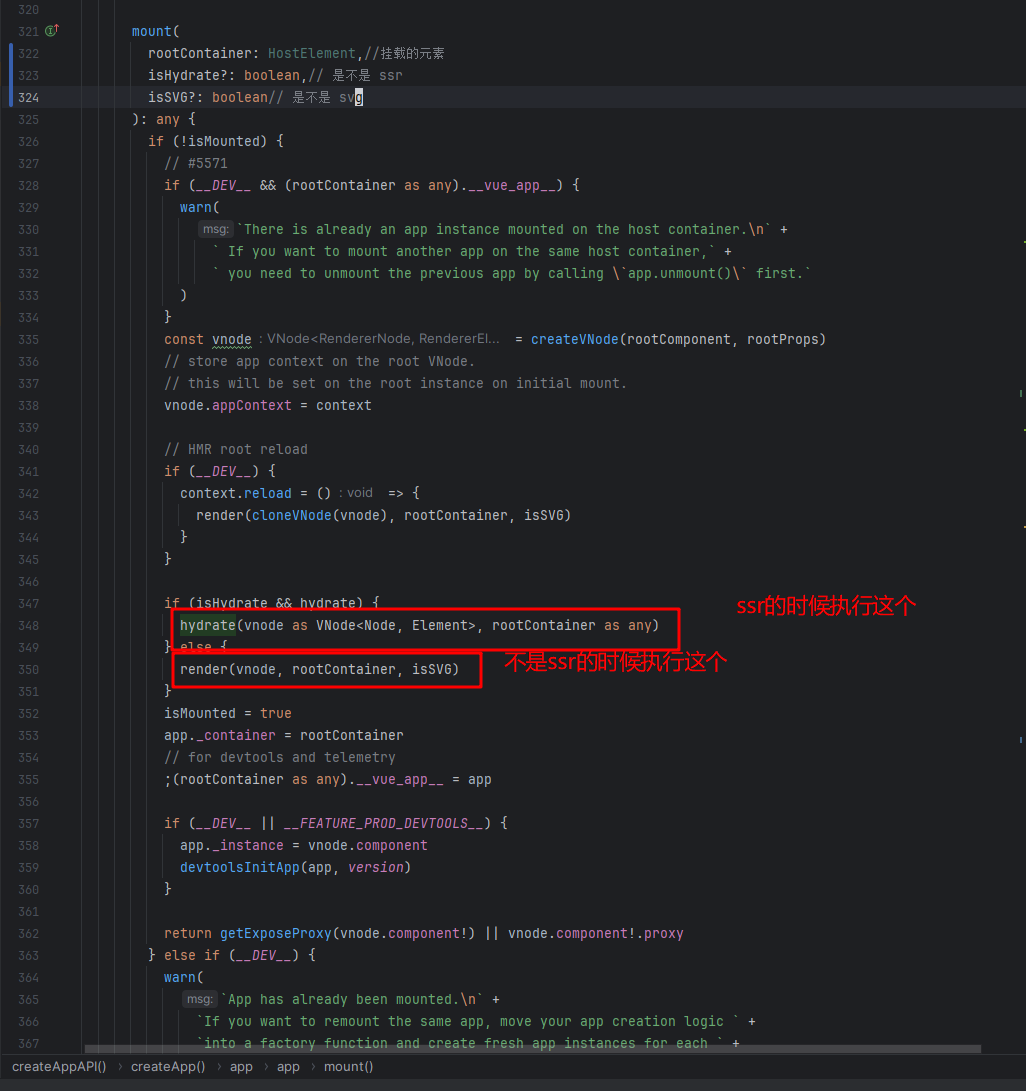 320
321 mount(
322 rootContainer: HostElement,//挂载的元素
323 isHydrate?: boolean,// 是不是 ssr
324 isSVG?: boolean// 是不是 svg
325 ): any {
326 if (!isMounted) {
327 // #5571
328 if (__DEV__ && (rootContainer as any).__vue_app__) {
329 warn(
330 msg: `There is already an app instance mounted on the host container.\n` +
331 ` If you want to mount another app on the same host container,` +
332 ` you need to unmount the previous app by calling \`app.unmount()\` first.`
333 )
334 }
335 const vnode : VNode<RendererNode, RendererEl... = createVNode(rootComponent, rootProps)
336 // store app context on the root VNode.
337 // this will be set on the root instance on initial mount.
338 vnode.appContext = context
339
340 // HMR root reload
341 if (__DEV__) {
342 context.reload = () : void => {
343 render(cloneVNode(vnode), rootContainer, isSVG)
344 }
345 }
346
347 if (isHydrate && hydrate) {
ssr的时候执行这个
348 hydrate(vnode as VNode<Node, Element>, rootContainer as any)
349 } else {
不是ssr的时候执行这个
350 render(vnode, rootContainer, isSVG)
351 }
352 isMounted = true
353 app._container = rootContainer
354 // for devtools and telemetry
355 ;(rootContainer as any).__vue_app__ = app
356
357 if (__DEV__ || __FEATURE_PROD_DEVTOOLS__) {
358 app._instance = vnode.component
359 devtoolsInitApp(app, version)
360 }
361
362 return getExposeProxy(vnode.component!) || vnode.component!.proxy
363 } else if (__DEV__) {
364 warn(
365 msg: `App has already been mounted.\n` +
366 `If you want to remount the same app, move your app creation logic ` +
367 `into a factory function and create fresh app instances for each ` +
createAppAPI() › createApp() › app › app › mount()